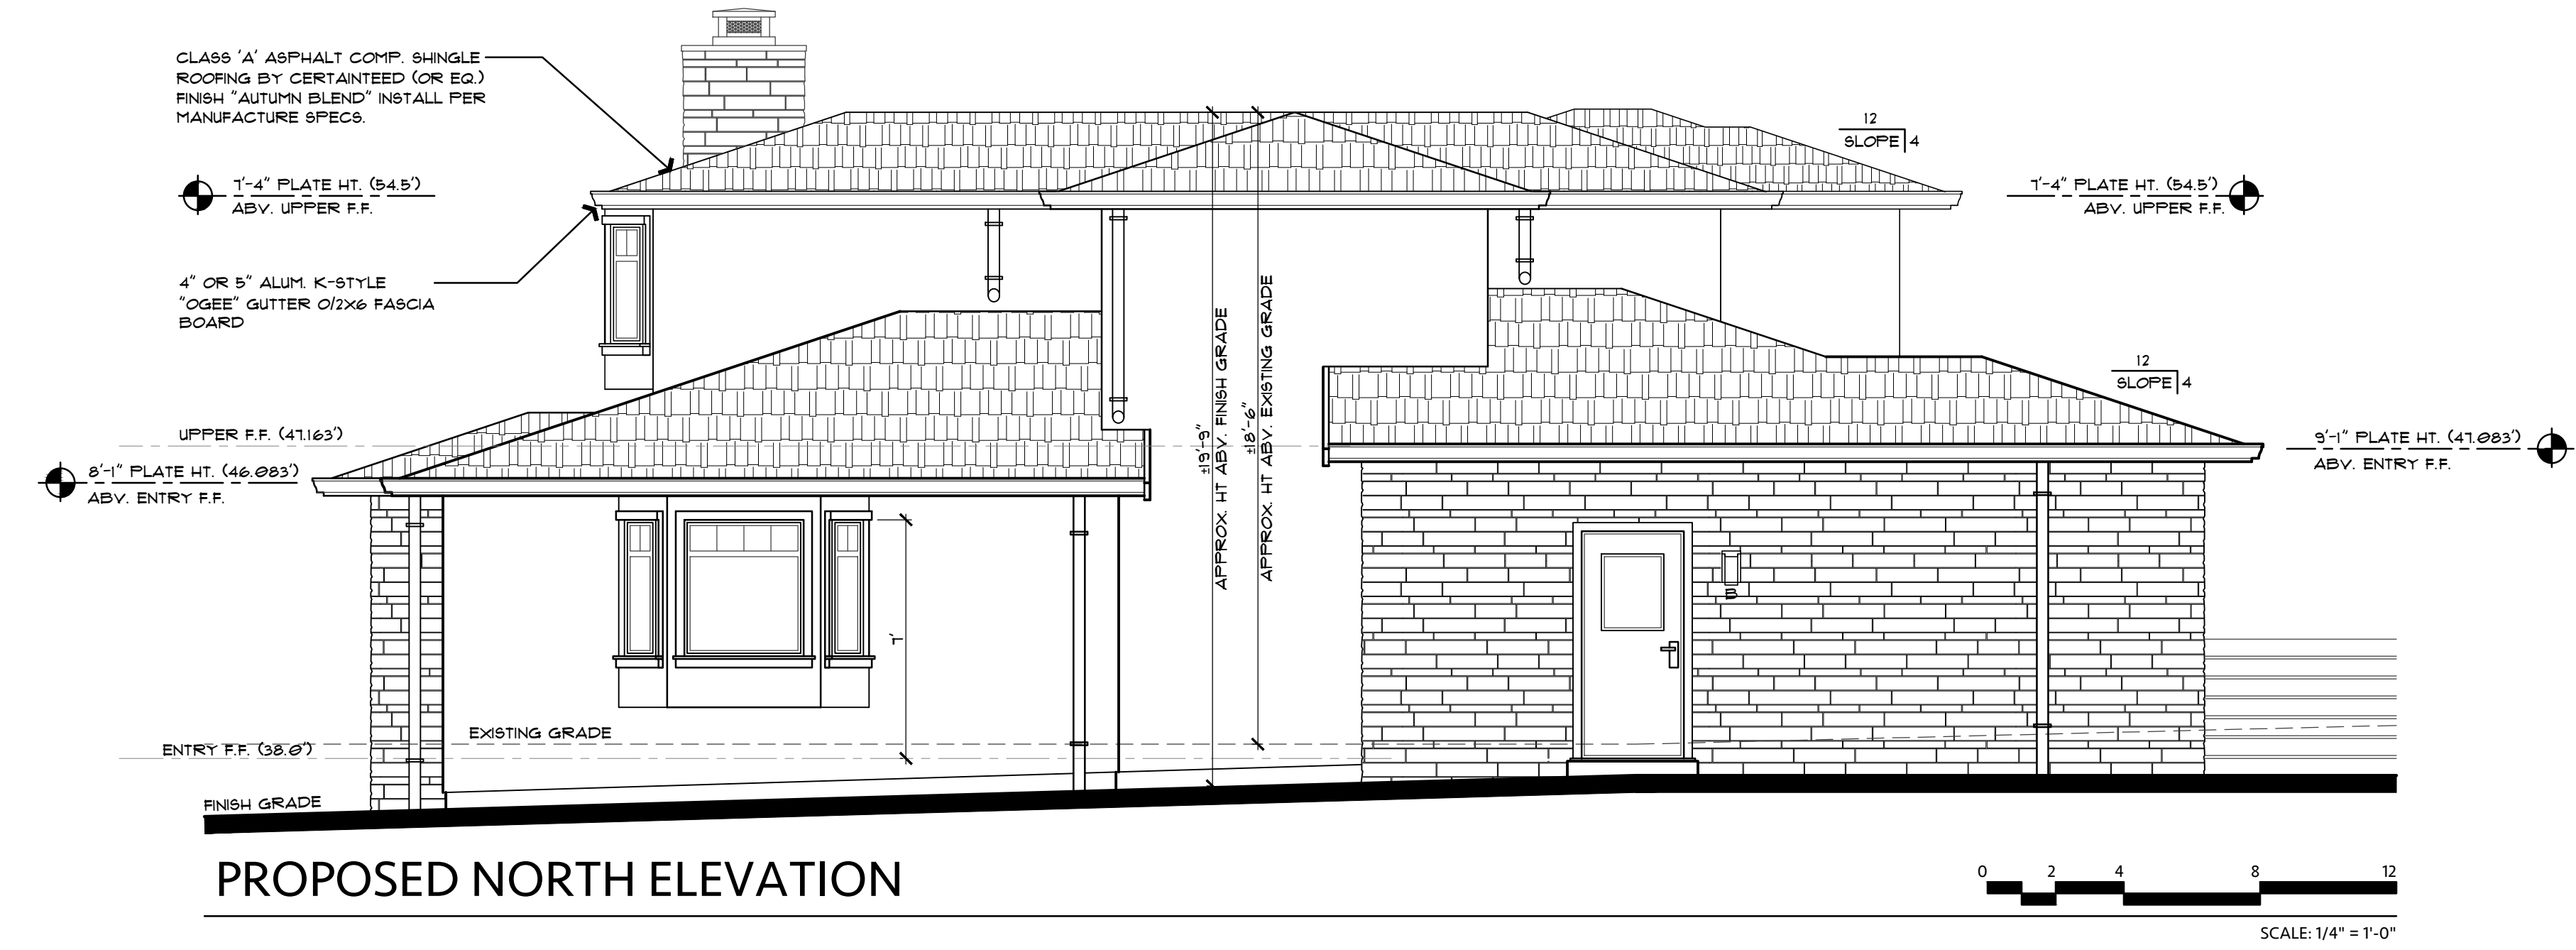 CLASS 'A' ASPHALT COMP. SHINGLE
ROOFING BY CERTAINTEED (OR EQ.)
FINISH "AUTUMN BLEND" INSTALL PER
MANUFACTURE SPECS.
12
SLOPE 4
7'-4" PLATE HT. (54.5')
ABV. UPPER F.F.
7'-4" PLATE HT. (54.5')
ABV. UPPER F.F.
4" OR 5" ALUM. K-STYLE
"OGEE" GUTTER O/2X6 FASCIA
BOARD
±19'-9"
APPROX. HT ABV. FINISH GRADE
±18'-6"
APPROX. HT ABV. EXISTING GRADE
12
SLOPE 4
UPPER F.F. (47.163')
8'-1" PLATE HT. (46.083')
ABV. ENTRY F.F.
9'-1" PLATE HT. (47.083')
ABV. ENTRY F.F.
B
7'
EXISTING GRADE
ENTRY F.F. (38.0')
FINISH GRADE
PROPOSED NORTH ELEVATION
0 2 4 8 12
SCALE: 1/4" = 1'-0"